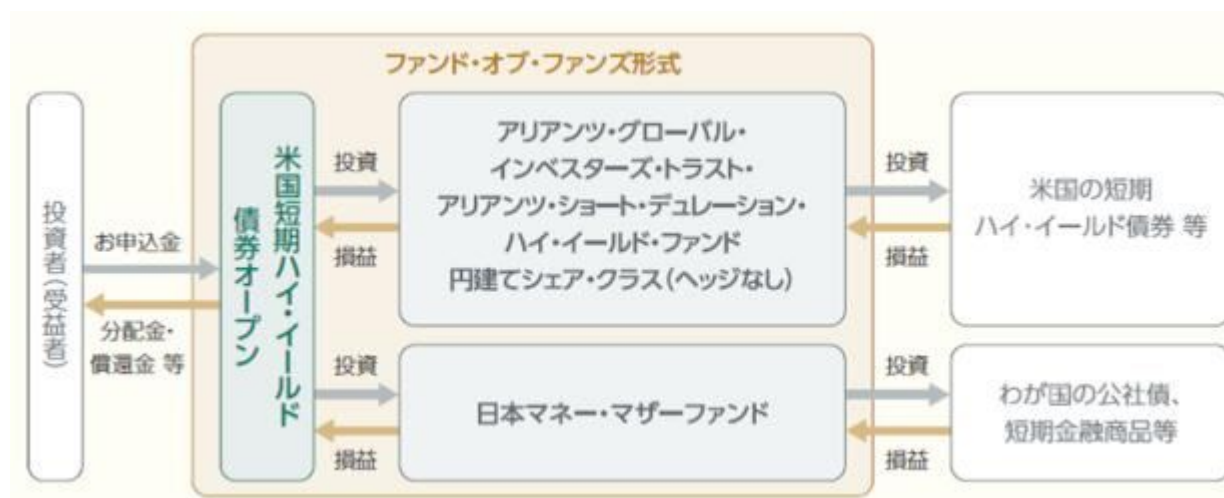 ファンド・オブ・ファンズ形式
投資者(受益者)
お申込金
分配金・
償還金 等
米国短期ハイ・イールド
債券オープン
投資
損益
アリアンツ・グローバル・
インベスターズ・トラスト・
アリアンツ・ショート・デュレーション・
ハイ・イールド・ファンド
円建てシェア・クラス(ヘッジなし)
投資
損益
米国の短期
ハイ・イールド債券 等
投資
損益
日本マネー・マザーファンド
投資
損益
わが国の公社債、
短期金融商品等